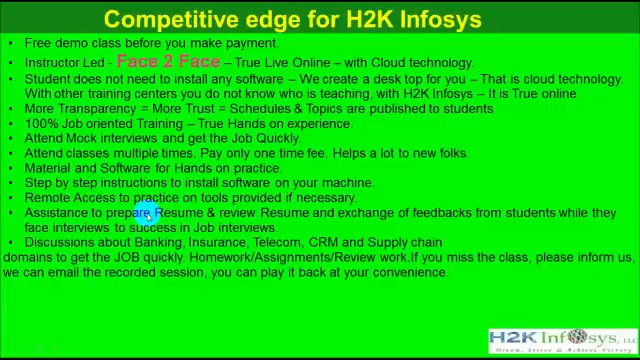 Competitive edge for H2K Infosys
• Free demo class before you make payment.
• Instructor Led - Face 2 Face – True Live Online – with Cloud technology.
• Student does not need to install any software – We create a desk top for you – That is cloud technology.
With other training centers you do not know who is teaching, with H2K Infosys – It is True online
• More Transparency = More Trust = Schedules & Topics are published to students
• 100% Job oriented Training – True Hands on experience.
• Attend Mock interviews and get the Job Quickly.
• Attend classes multiple times. Pay only one time fee. Helps a lot to new folks.
• Material and Software for Hands on practice.
• Step by step instructions to install software on your machine.
• Remote Access to practice on tools provided if necessary.
• Assistance to prepare Resume & review Resume and exchange of feedbacks from students while they
face interviews to success in Job interviews.
• Discussions about Banking, Insurance, Telecom, CRM and Supply chain
domains to get the JOB quickly. Homework/Assignments/Review work.If you miss the class, please inform us,
we can email the recorded session, you can play it back at your convenience.
H2K Infosys, LLC
Dream, Strive & Achieve Victory